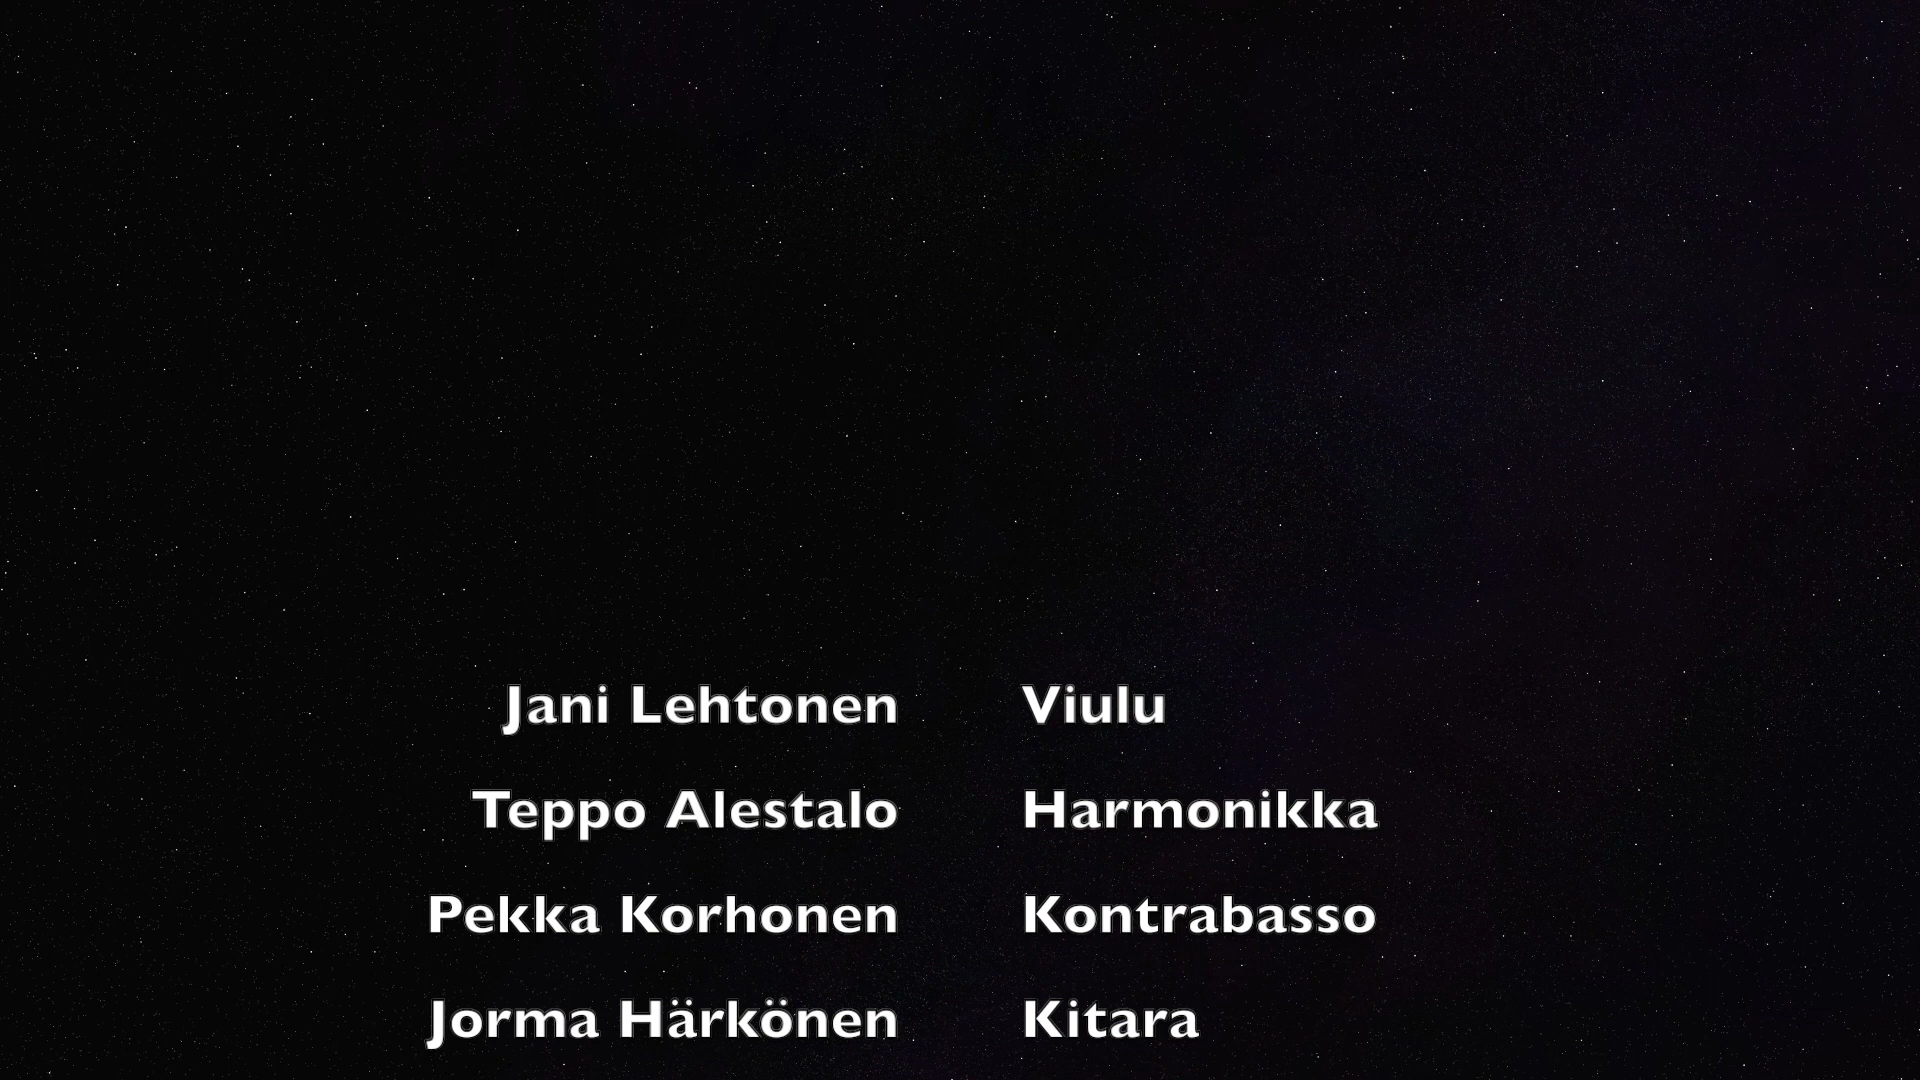 Jani Lehtonen Viulu
Teppo Alestalo Harmonikka
Pekka Korhonen Kontrabasso
Jorma Härkönen Kitara